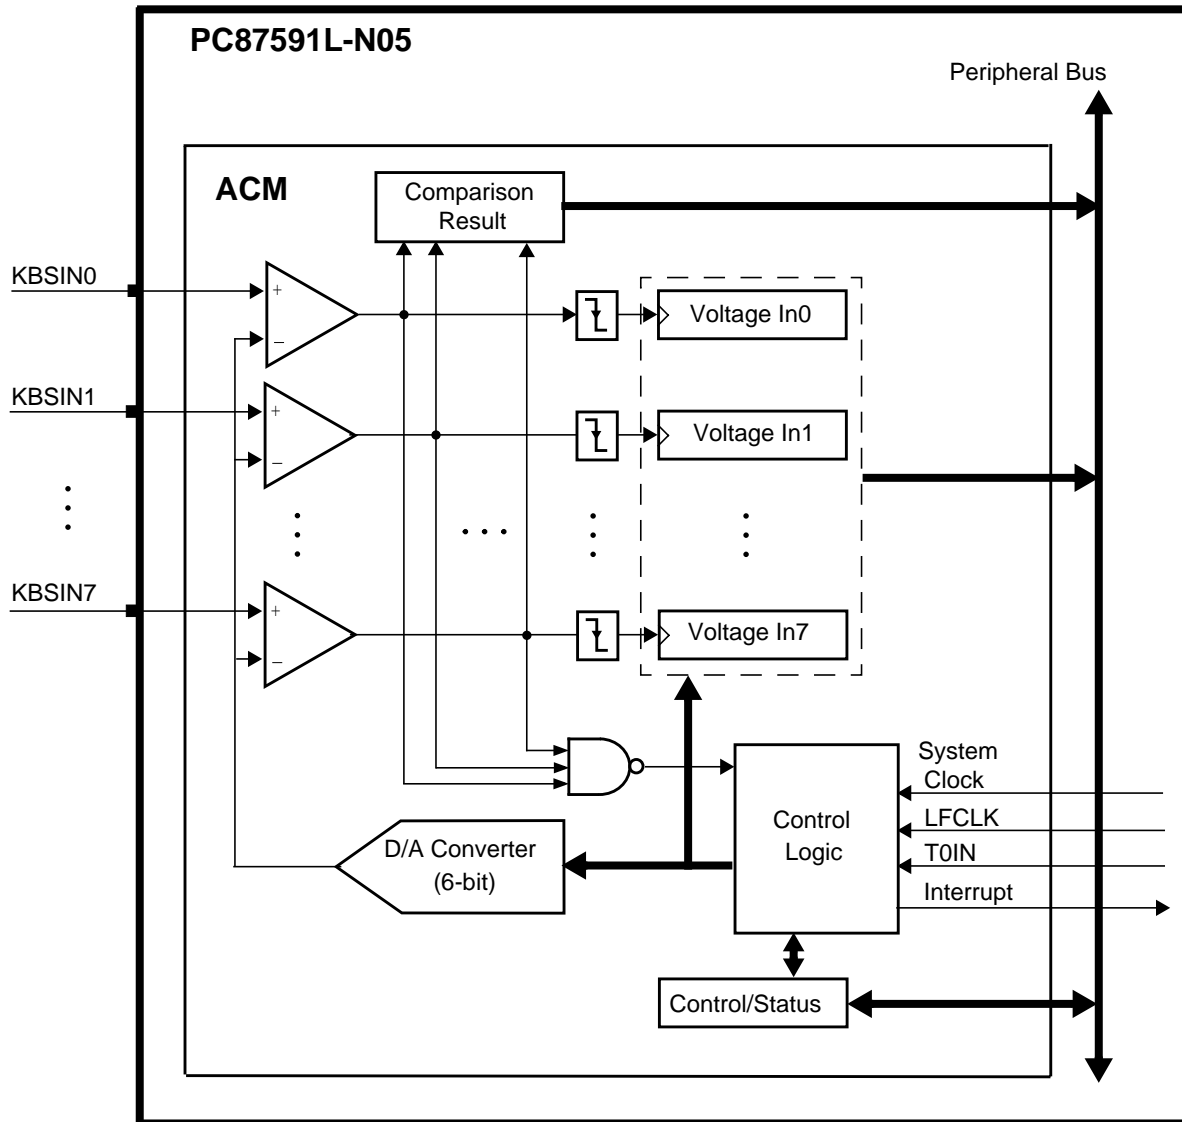 PC87591L-N05
Peripheral Bus
ACM
Comparison
Result
KBSIN0
+
−
Voltage In0
KBSIN1
+
−
Voltage In1
KBSIN7
+
−
Voltage In7
System
Clock
LFCLK
T0IN
Interrupt
Control
Logic
D/A Converter
(6-bit)
Control/Status